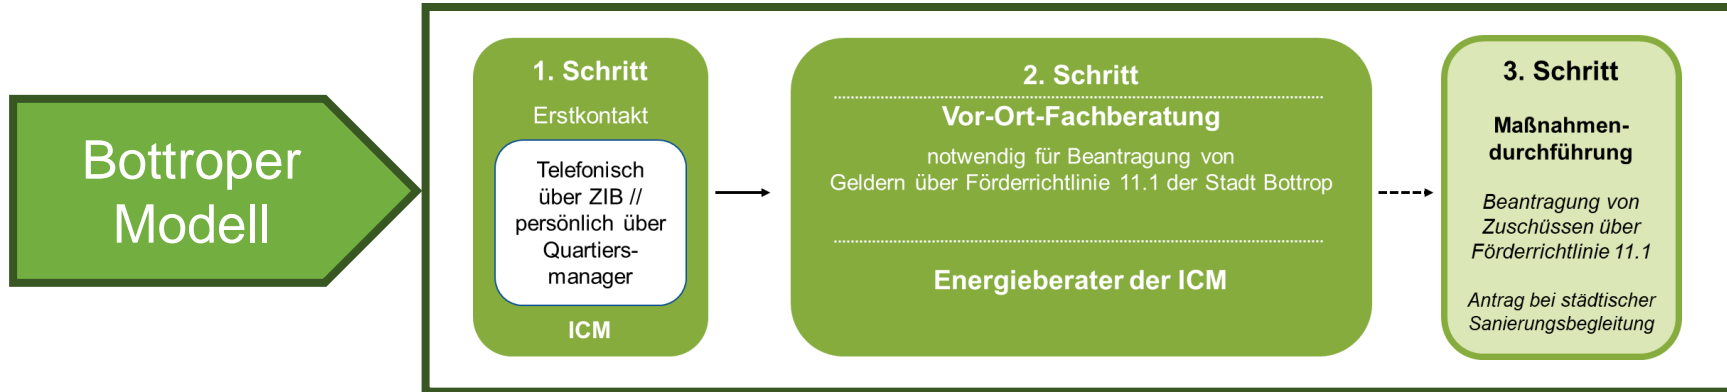 Bottroper
Modell
1. Schritt
Erstkontakt
Telefonisch
über ZIB //
persönlich über
Quartiers-
manager
ICM
2. Schritt
Vor-Ort-Fachberatung
notwendig für Beantragung von
Geldern über Förderrichtlinie 11.1 der Stadt Bottrop
Energieberater der ICM
3. Schritt
Maßnahmen-
durchführung
Beantragung von
Zuschüssen über
Förderrichtlinie 11.1
Antrag bei städtischer
Sanierungsbegleitung